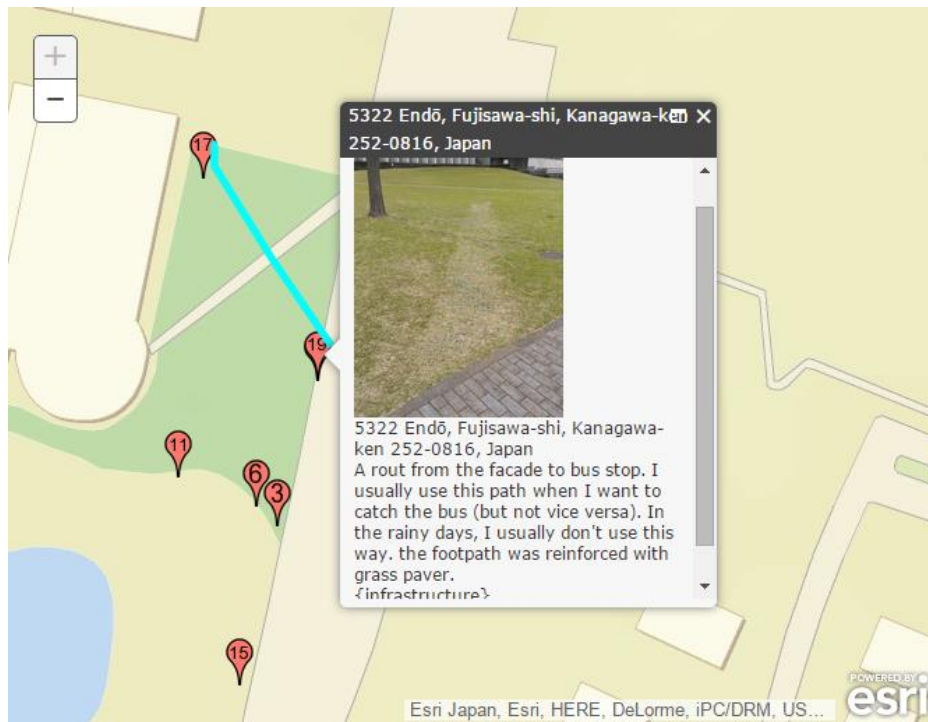 +
−
5322 Endō, Fujisawa-shi, Kanagawa-k
252-0816, Japan
17
19
11
6
3
15
5322 Endō, Fujisawa-shi, Kanagawa-
ken 252-0816, Japan
A rout from the facade to bus stop. I
usually use this path when I want to
catch the bus (but not vice versa). In
the rainy days, I usually don't use this
way. the footpath was reinforced with
grass paver.
{infrastructure}
POWERED BY
esri
Esri Japan, Esri, HERE, DeLorme, iPC/DRM, US...